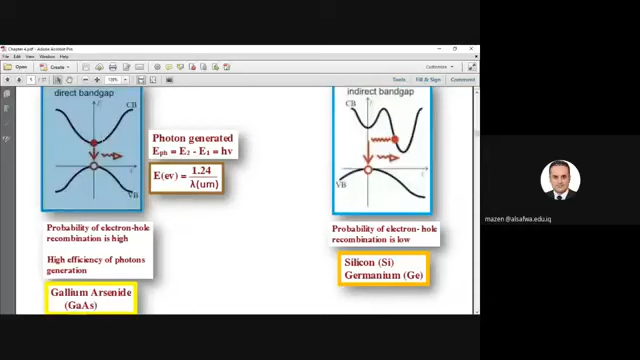 Chapter 4.pdf - Adobe Acrobat Pro
File Edit View Window Help
Open
Create
Customize
Tools Fill & Sign Comment
direct bandgap
CB
E
VB
Photon generated
Eph = E2 - E1 = hv
E(ev) = 1.24
λ(um)
Probability of electron-hole
recombination is high
High efficiency of photons
generation
Gallium Arsenide
(GaAs)
indirect bandgap
CB
VB
Probability of electron- hole
recombination is low
Silicon (Si)
Germanium (Ge)
mazen @alsafwa.edu.iq